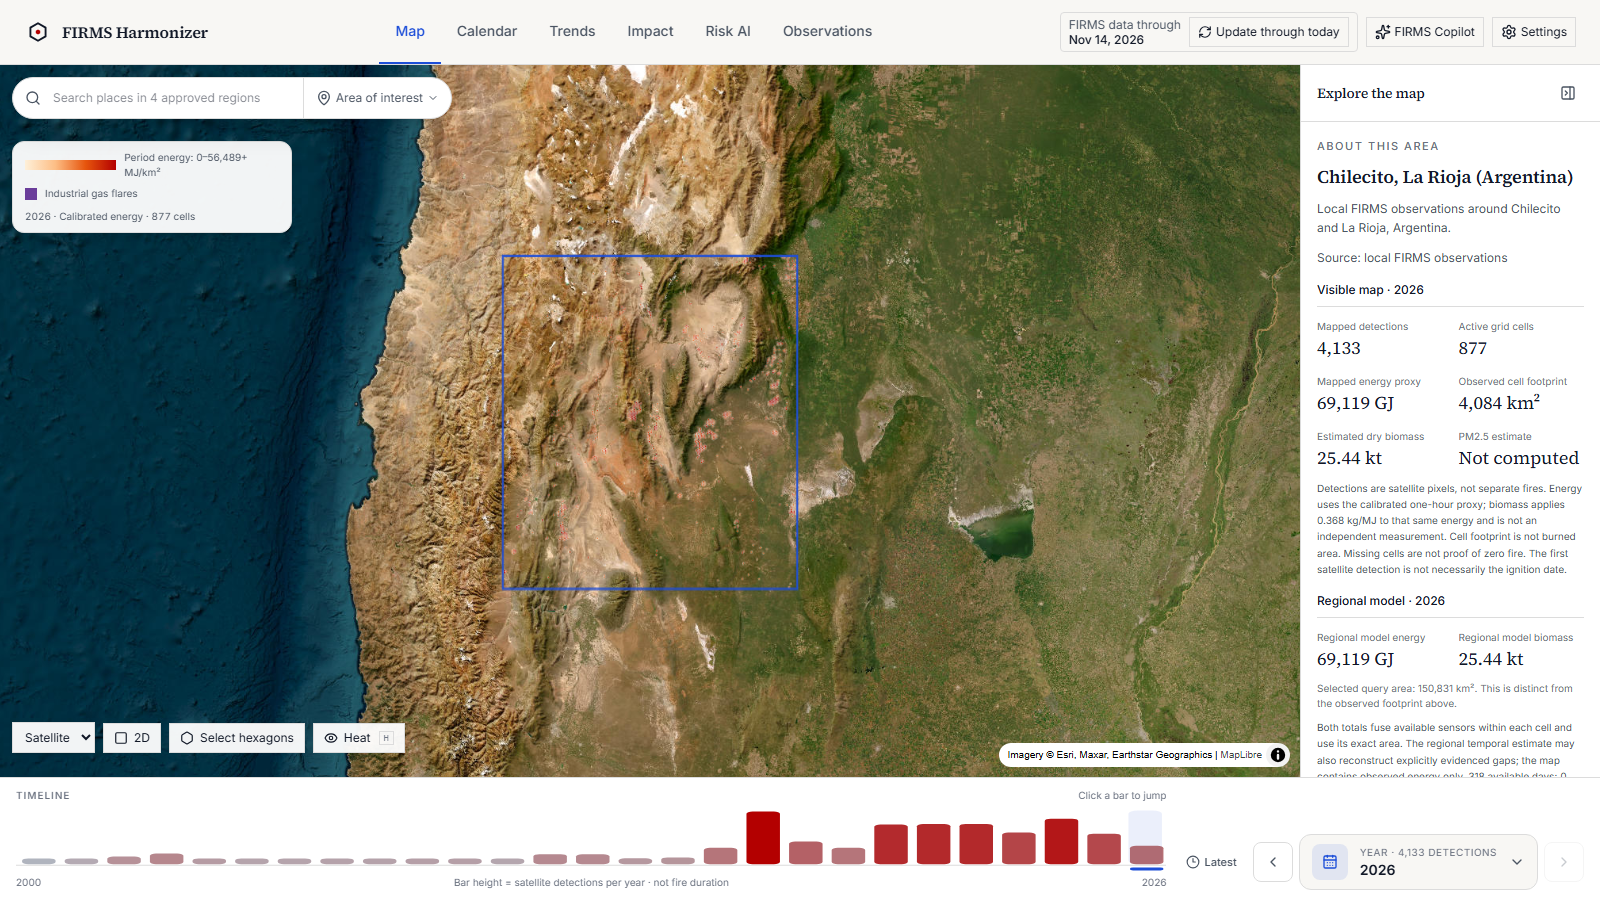 FIRMS Harmonizer
Map
Calendar
Trends
Impact
Risk AI
Observations
FIRMS data through
Nov 14, 2026
Update through today
FIRMS Copilot
Settings
Search places in 4 approved regions
Area of interest
Period energy: 0–56,489+
MJ/km²
Industrial gas flares
2026 · Calibrated energy · 877 cells
Satellite
2D
Select hexagons
Heat H
Imagery © Esri, Maxar, Earthstar Geographics | MapLibre
Explore the map
ABOUT THIS AREA
Chilecito, La Rioja (Argentina)
Local FIRMS observations around Chilecito
and La Rioja, Argentina.
Source: local FIRMS observations
Visible map · 2026
Mapped detections
4,133
Active grid cells
877
Mapped energy proxy
69,119 GJ
Observed cell footprint
4,084 km²
Estimated dry biomass
25.44 kt
PM2.5 estimate
Not computed
Detections are satellite pixels, not separate fires. Energy
uses the calibrated one-hour proxy; biomass applies
0.368 kg/MJ to that same energy and is not an
independent measurement. Cell footprint is not burned
area. Missing cells are not proof of zero fire. The first
satellite detection is not necessarily the ignition date.
Regional model · 2026
Regional model energy
69,119 GJ
Regional model biomass
25.44 kt
Selected query area: 150,831 km². This is distinct from
the observed footprint above.
Both totals fuse available sensors within each cell and
use its exact area. The regional temporal estimate may
also reconstruct explicitly evidenced gaps; the map
contains observed energy only. 318 available days; 0
TIMELINE
Click a bar to jump
2000
Bar height = satellite detections per year · not fire duration
2026
Latest
YEAR · 4,133 DETECTIONS
2026